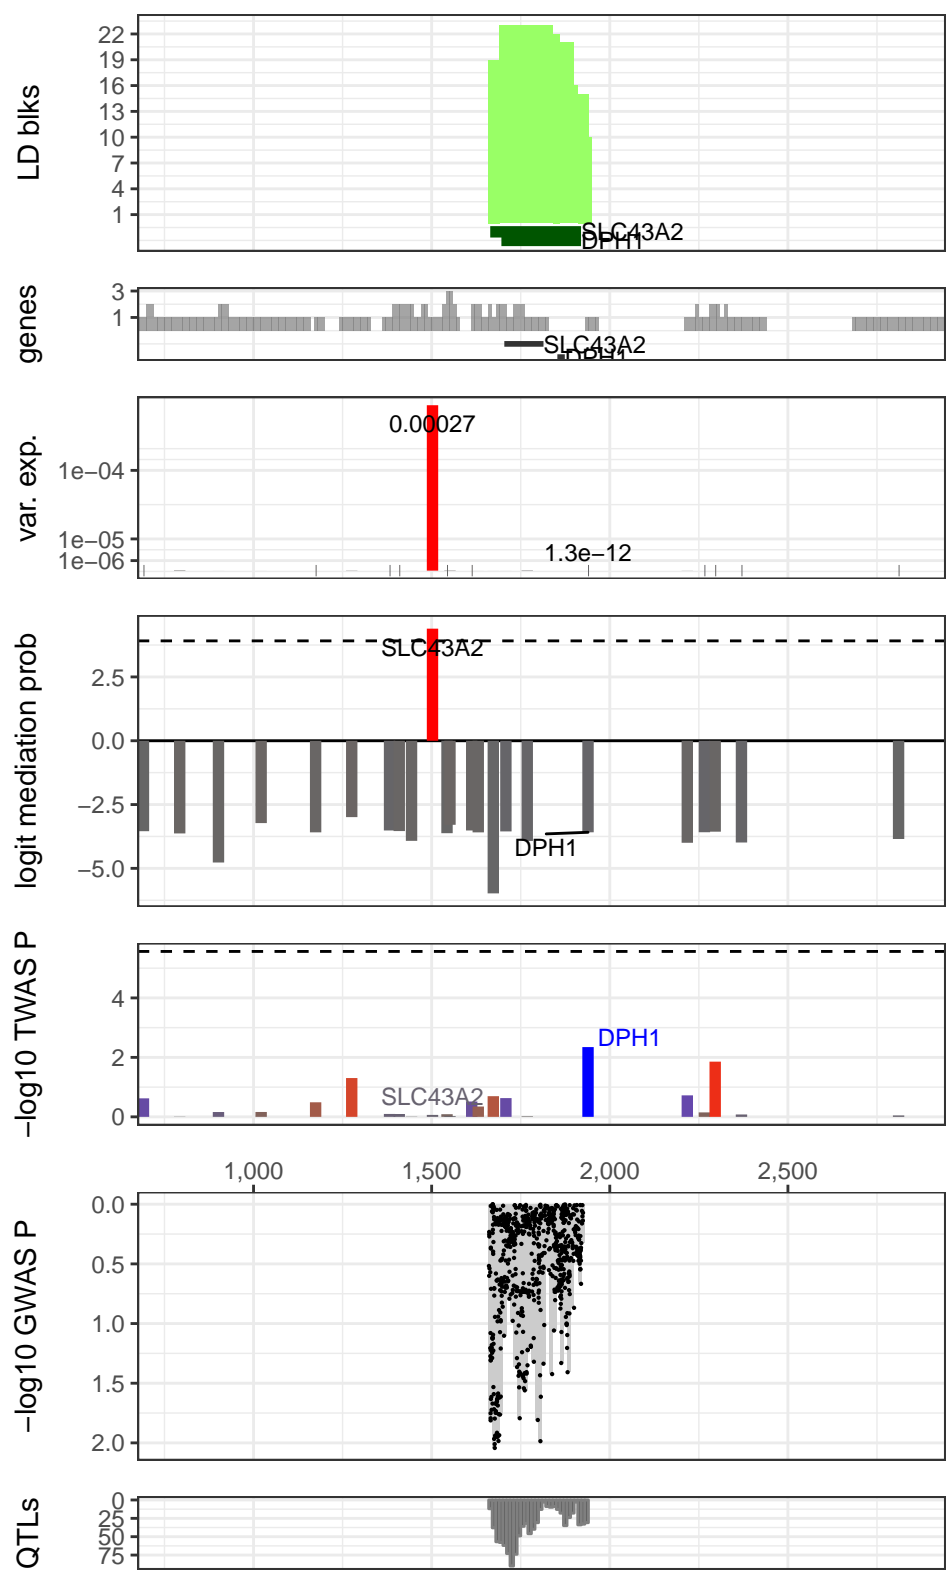 LD blks
22
19
16
13
10
7
4
1
SLC43A2
DPH1
genes
3
1
SLC43A2
DPH1
var. exp.
1e−04
1e−05
1e−06
0.00027
1.3e−12
logit mediation prob
2.5
0.0
−2.5
−5.0
SLC43A2
DPH1
−log10 TWAS P
4
2
0
DPH1
SLC43A2
1,000
1,500
2,000
2,500
−log10 GWAS P
0.0
0.5
1.0
1.5
2.0
QTLs
0
25
50
75